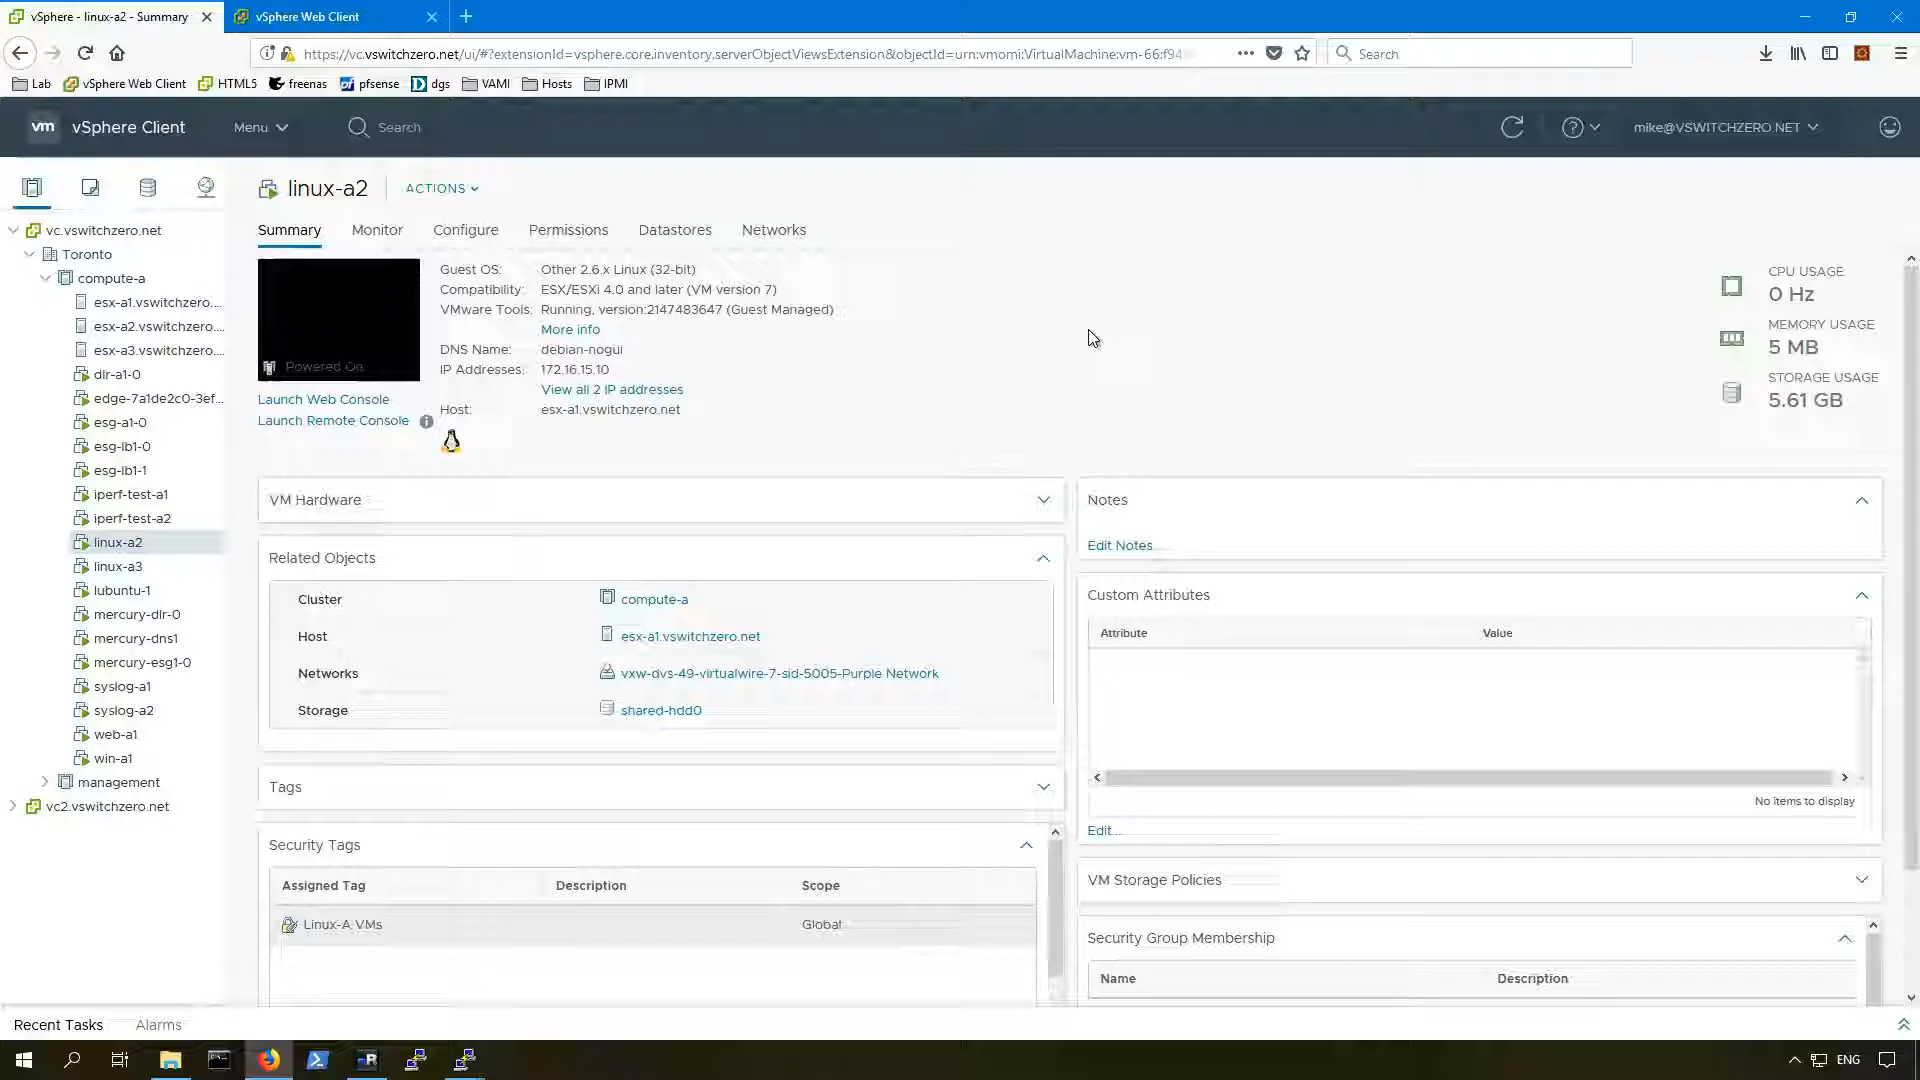 vSphere - linux-a2 - Summary
vSphere Web Client
https://vc.vswitchzero.net/ui/#?extensionId=vsphere.core.inventory.serverObjectViewsExtension&objectId=urn:vmomi:VirtualMachine:vm-66:f94
Search
Lab
vSphere Web Client
HTML5
freenas
pfsense
dgs
VAMI
Hosts
IPMI
vm
vSphere Client
Menu
Search
mike@VSWITCHZERO.NET
linux-a2
ACTIONS
Summary
Monitor
Configure
Permissions
Datastores
Networks
vc.vswitchzero.net
Toronto
compute-a
esx-a1.vswitchzero....
esx-a2.vswitchzero....
esx-a3.vswitchzero....
dlr-a1-0
edge-7a1de2c0-3ef...
esg-a1-0
esg-lb1-0
esg-lb1-1
iperf-test-a1
iperf-test-a2
linux-a2
linux-a3
lubuntu-1
mercury-dlr-0
mercury-dns1
mercury-esg1-0
syslog-a1
syslog-a2
web-a1
win-a1
management
vc2.vswitchzero.net
Powered On
Launch Web Console
Launch Remote Console
Guest OS: Other 2.6.x Linux (32-bit)
Compatibility: ESX/ESXi 4.0 and later (VM version 7)
VMware Tools: Running, version:2147483647 (Guest Managed)
More info
DNS Name: debian-nogui
IP Addresses: 172.16.15.10
View all 2 IP addresses
Host: esx-a1.vswitchzero.net
CPU USAGE
0 Hz
MEMORY USAGE
5 MB
STORAGE USAGE
5.61 GB
VM Hardware
Related Objects
Cluster compute-a
Host esx-a1.vswitchzero.net
Networks vxw-dvs-49-virtualwire-7-sid-5005-Purple Network
Storage shared-hdd0
Tags
Security Tags
Assigned Tag Description Scope
Linux-A VMs Global
Notes
Edit Notes
Custom Attributes
Attribute Value
No items to display
Edit...
VM Storage Policies
Security Group Membership
Name Description
Recent Tasks
Alarms
ENG